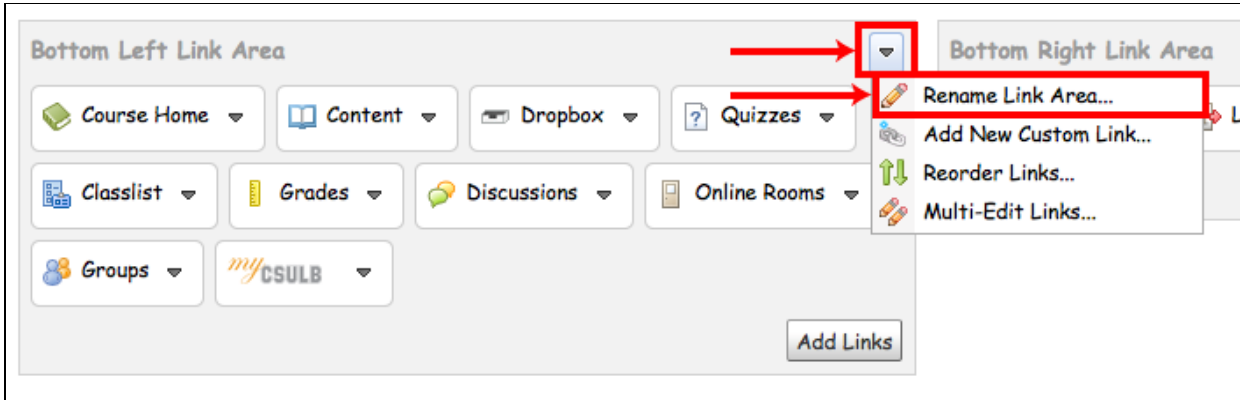 Bottom Left Link Area
Bottom Right Link Area
Rename Link Area...
Course Home
Content
Dropbox
Quizzes
?
L
Add New Custom Link...
Reorder Links...
Classlist
Grades
Discussions
Online Rooms
Multi-Edit Links...
Groups
myCSULB
Add Links